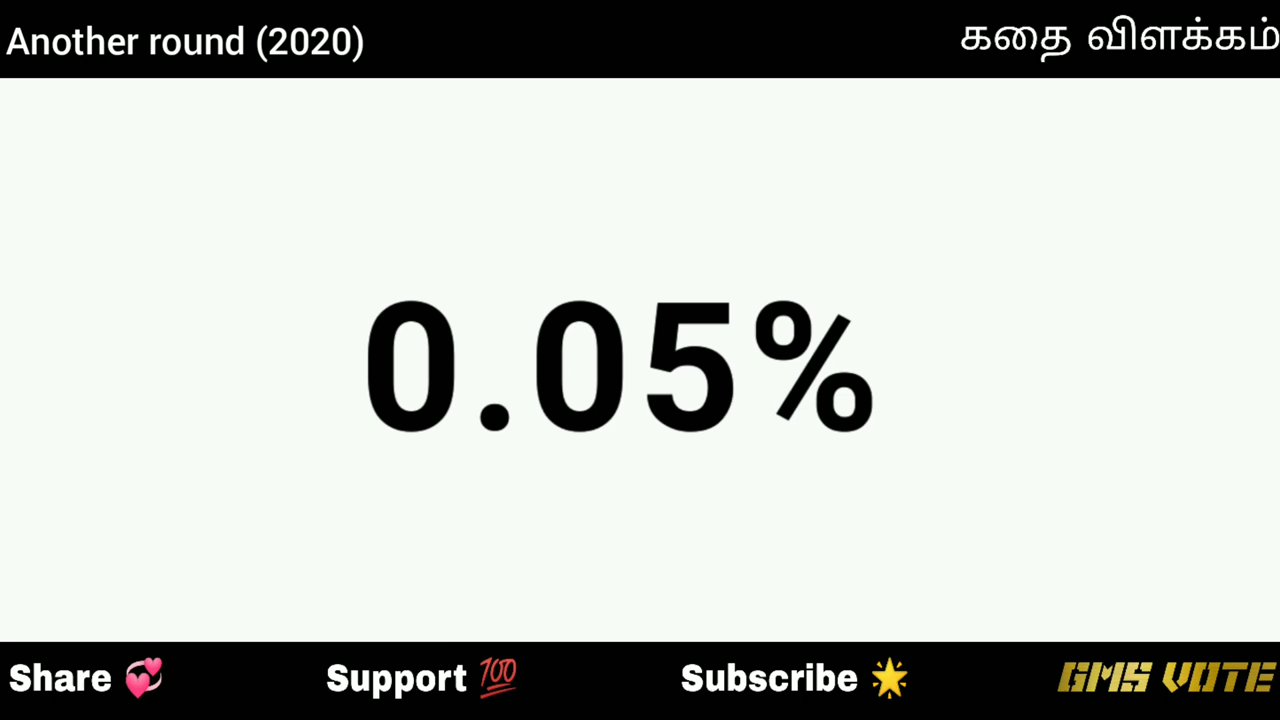 Another round (2020)
கதை விளக்கம்
0.05%
Share 💞
Support 💯
Subscribe 🌟
GMS VOTE